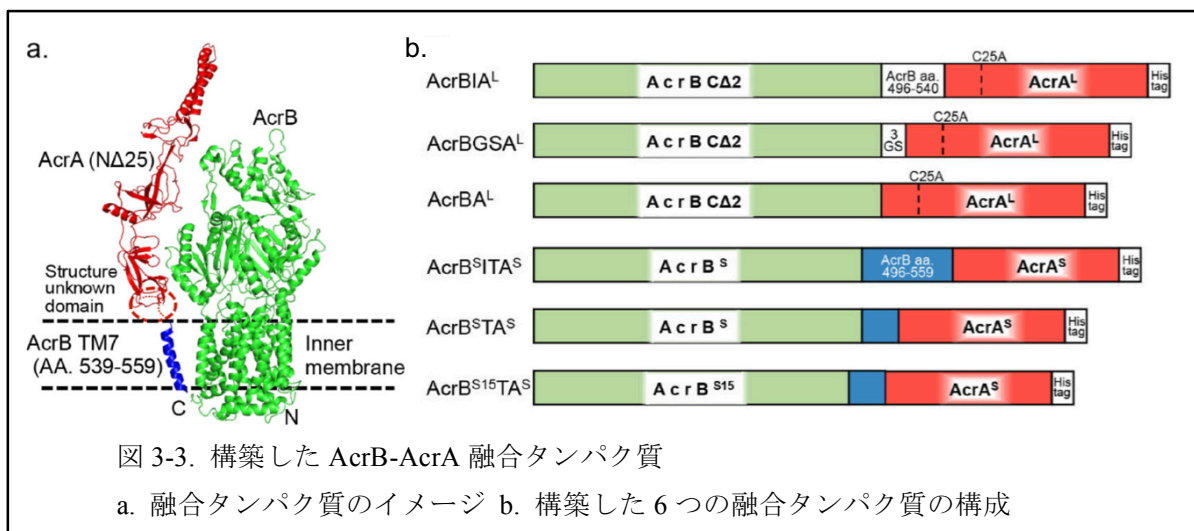 a.
AcrB
AcrA (NΔ25)
Structure
unknown
domain
AcrB TM7
(AA. 539-559)
Inner
membrane
C
N
b.
C25A
AcrBIA^L
AcrB CΔ2
AcrB aa.
496-540
AcrA^L
His
tag
C25A
AcrBGSA^L
AcrB CΔ2
3
GS
AcrA^L
His
tag
C25A
AcrBA^L
AcrB CΔ2
AcrA^L
His
tag
AcrB^SITA^S
AcrB^S
AcrB aa.
496-559
AcrA^S
His
tag
AcrB^STA^S
AcrB^S
AcrA^S
His
tag
AcrB^S15TA^S
AcrB^S15
AcrA^S
His
tag
図 3-3. 構築した AcrB-AcrA 融合タンパク質
a. 融合タンパク質のイメージ b. 構築した 6 つの融合タンパク質の構成